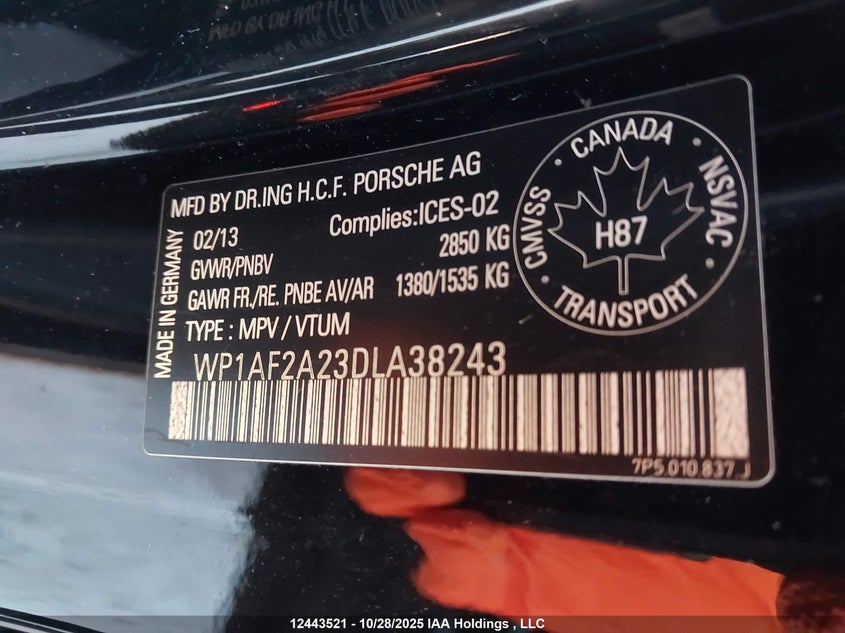 MADE IN GERMANY
MFD BY DR.ING H.C.F. PORSCHE AG
02/13
Complies:ICES-02
GVWR/PNBV 2850 KG
GAWR FR./RE. PNBE AV/AR 1380/1535 KG
TYPE : MPV / VTUM
WP1AF2A23DLA38243
7P5.010.837.J
· CANADA · NSVAC · TRANSPORT · CMVSS
H87
12443521 - 10/28/2025 IAA Holdings , LLC